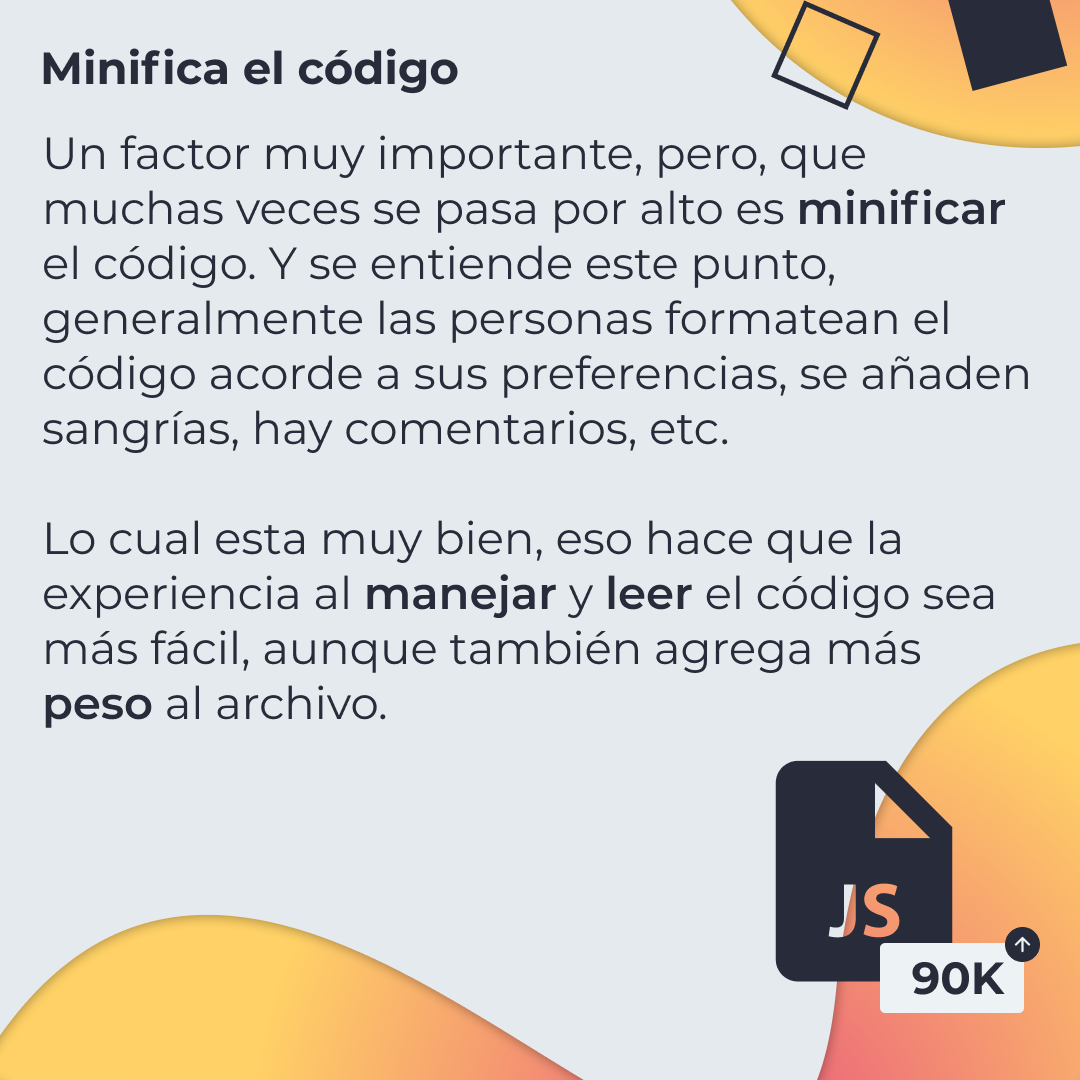 Minifica el código
Un factor muy importante, pero, que
muchas veces se pasa por alto es minificar
el código. Y se entiende este punto,
generalmente las personas formatean el
código acorde a sus preferencias, se añaden
sangrías, hay comentarios, etc.
Lo cual esta muy bien, eso hace que la
experiencia al manejar y leer el código sea
más fácil, aunque también agrega más
peso al archivo.
JS
90K